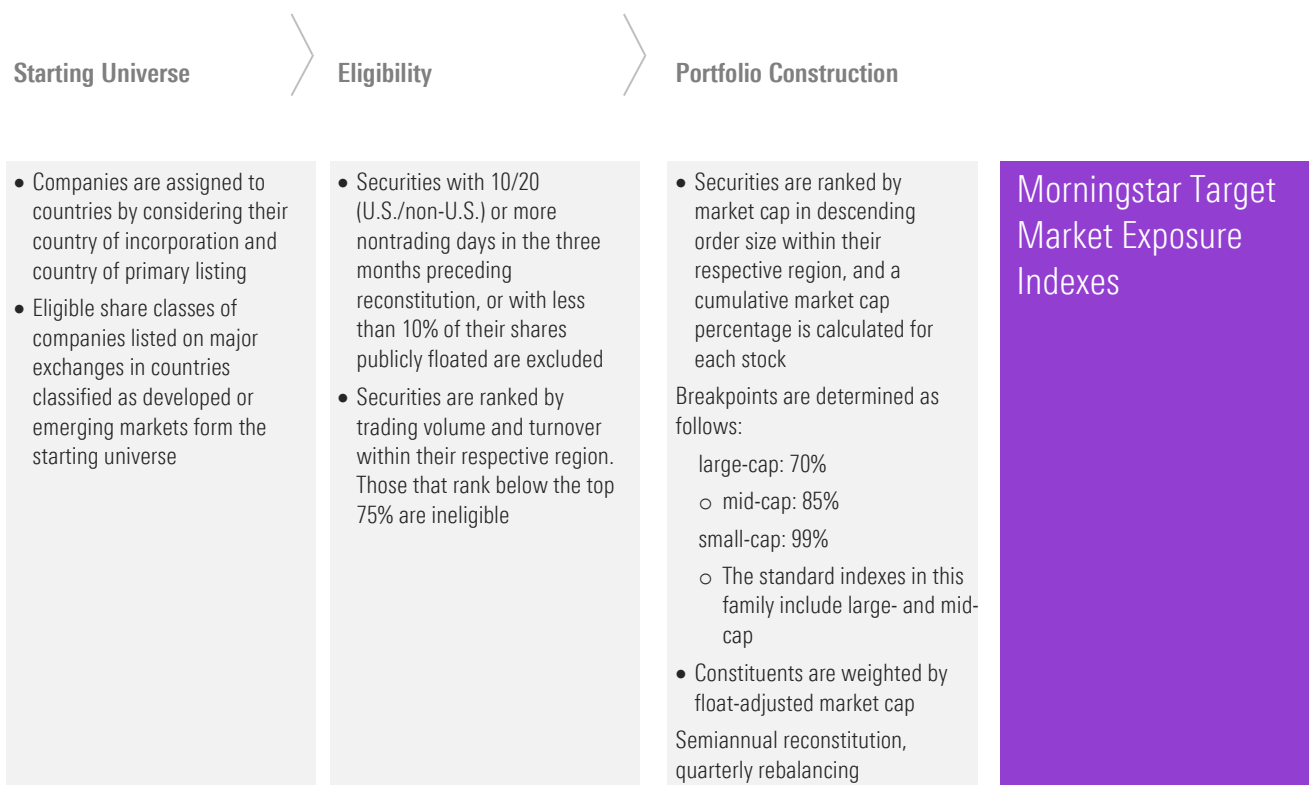 Starting Universe
Eligibility
Portfolio Construction
• Companies are assigned to
countries by considering their
country of incorporation and
country of primary listing
• Eligible share classes of
companies listed on major
exchanges in countries
classified as developed or
emerging markets form the
starting universe
• Securities with 10/20
(U.S./non-U.S.) or more
nontrading days in the three
months preceding
reconstitution, or with less
than 10% of their shares
publicly floated are excluded
• Securities are ranked by
trading volume and turnover
within their respective region.
Those that rank below the top
75% are ineligible
• Securities are ranked by
market cap in descending
order size within their
respective region, and a
cumulative market cap
percentage is calculated for
each stock
Breakpoints are determined as
follows:
large-cap: 70%
o mid-cap: 85%
small-cap: 99%
o The standard indexes in this
family include large- and mid-
cap
• Constituents are weighted by
float-adjusted market cap
Semiannual reconstitution,
quarterly rebalancing
Morningstar Target
Market Exposure
Indexes